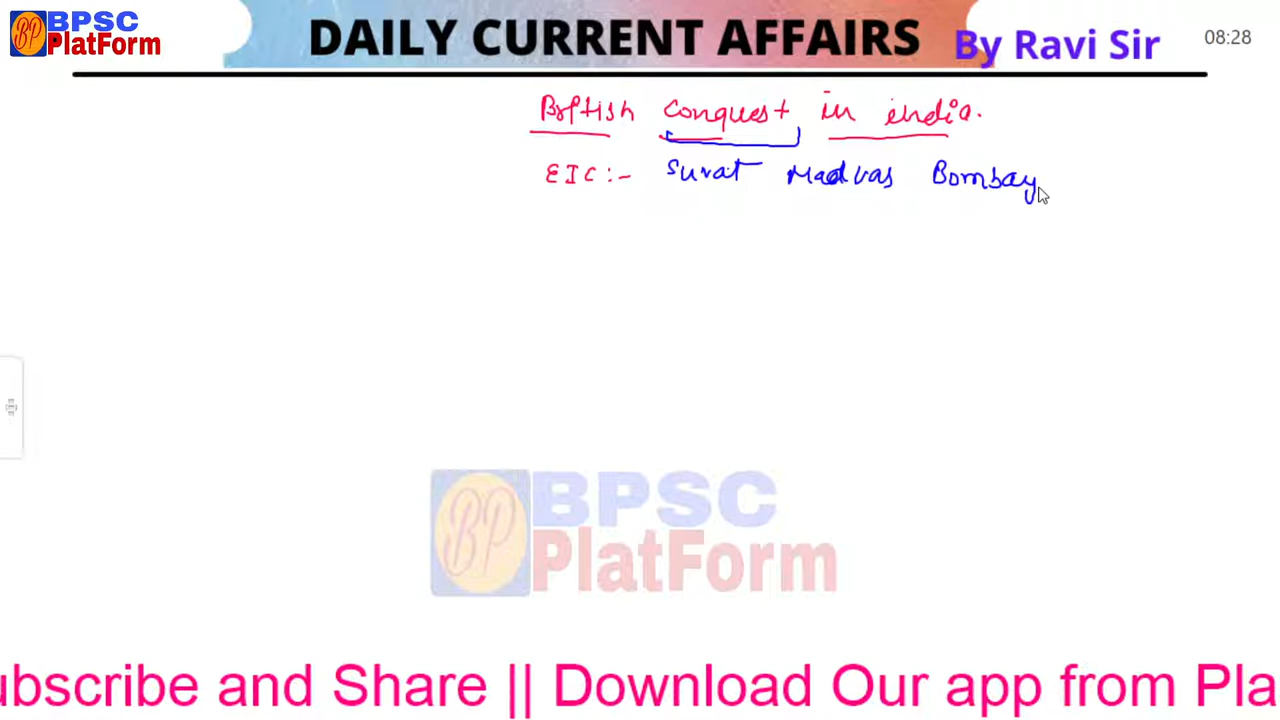 BPSC
PlatForm
DAILY CURRENT AFFAIRS
By Ravi Sir
08:28
British conquest in india.
EIC:- Surat Madras Bombay
BP
BPSC
PlatForm
ubscribe and Share || Download Our app from Pla